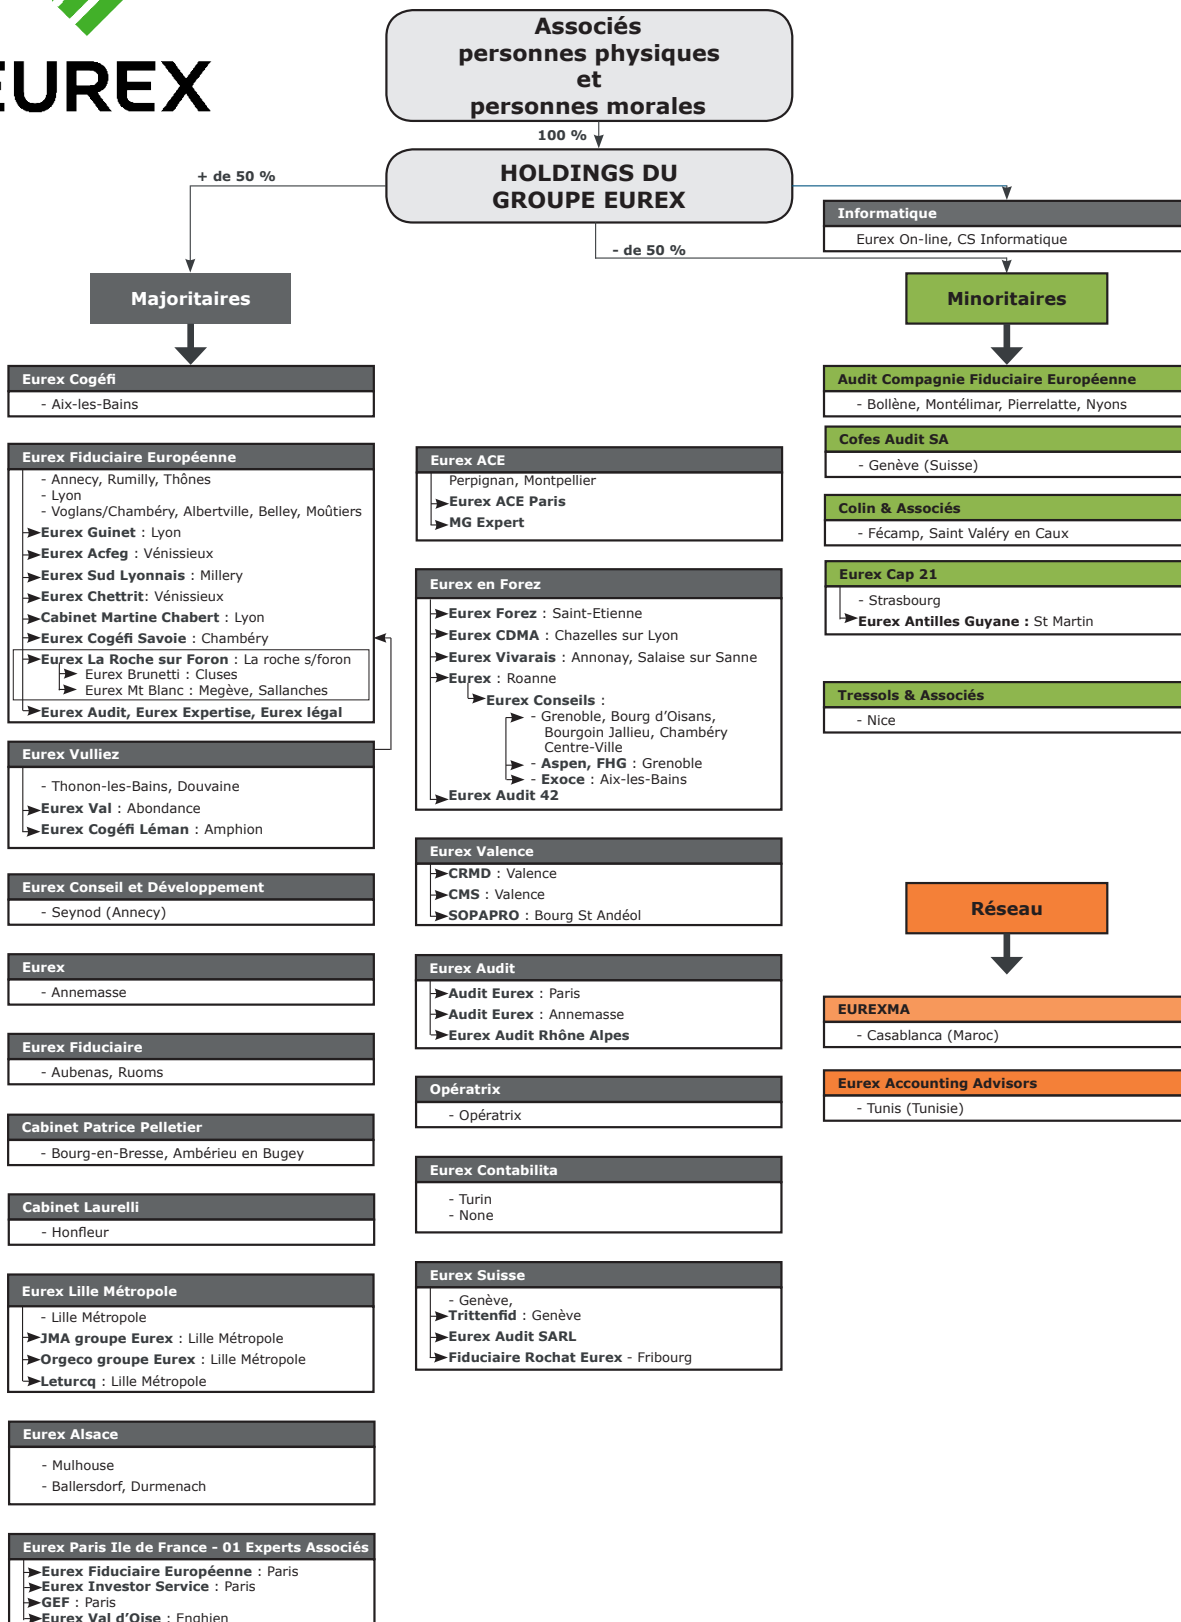 EUREX
Associés
personnes physiques
et
personnes morales
100 %
HOLDINGS DU
GROUPE EUREX
+ de 50 %
- de 50 %
Informatique
Eurex On-line, CS Informatique
Majoritaires
Minoritaires
Eurex Cogéfi
- Aix-les-Bains
Eurex Fiduciaire Européenne
- Annecy, Rumilly, Thônes
- Lyon
- Voglans/Chambéry, Albertville, Belley, Moûtiers
Eurex Guinet : Lyon
Eurex Acfeg : Vénissieux
Eurex Sud Lyonnais : Millery
Eurex Chettrit: Vénissieux
Cabinet Martine Chabert : Lyon
Eurex Cogéfi Savoie : Chambéry
Eurex La Roche sur Foron : La roche s/foron
Eurex Brunetti : Cluses
Eurex Mt Blanc : Megève, Sallanches
Eurex Audit, Eurex Expertise, Eurex légal
Eurex Vulliez
- Thonon-les-Bains, Douvaine
Eurex Val : Abondance
Eurex Cogéfi Léman : Amphion
Eurex Conseil et Développement
- Seynod (Annecy)
Eurex
- Annemasse
Eurex Fiduciaire
- Aubenas, Ruoms
Cabinet Patrice Pelletier
- Bourg-en-Bresse, Ambérieu en Bugey
Cabinet Laurelli
- Honfleur
Eurex Lille Métropole
- Lille Métropole
JMA groupe Eurex : Lille Métropole
Orgeco groupe Eurex : Lille Métropole
Leturcq : Lille Métropole
Eurex Alsace
- Mulhouse
- Ballersdorf, Durmenach
Eurex Paris Ile de France - 01 Experts Associés
Eurex Fiduciaire Européenne : Paris
Eurex Investor Service : Paris
GEF : Paris
Eurex Val d'Oise : Enghien
Eurex ACE
Perpignan, Montpellier
Eurex ACE Paris
MG Expert
Eurex en Forez
Eurex Forez : Saint-Etienne
Eurex CDMA : Chazelles sur Lyon
Eurex Vivarais : Annonay, Salaise sur Sanne
Eurex : Roanne
Eurex Conseils :
- Grenoble, Bourg d'Oisans,
Bourgoin Jallieu, Chambéry
Centre-Ville
- Aspen, FHG : Grenoble
- Exoce : Aix-les-Bains
Eurex Audit 42
Eurex Valence
CRMD : Valence
CMS : Valence
SOPAPRO : Bourg St Andéol
Eurex Audit
Audit Eurex : Paris
Audit Eurex : Annemasse
Eurex Audit Rhône Alpes
Opératrix
- Opératrix
Eurex Contabilita
- Turin
- None
Eurex Suisse
- Genève,
Trittenfid : Genève
Eurex Audit SARL
Fiduciaire Rochat Eurex - Fribourg
Audit Compagnie Fiduciaire Européenne
- Bollène, Montélimar, Pierrelatte, Nyons
Cofes Audit SA
- Genève (Suisse)
Colin & Associés
- Fécamp, Saint Valéry en Caux
Eurex Cap 21
- Strasbourg
Eurex Antilles Guyane : St Martin
Tressols & Associés
- Nice
Réseau
EUREXMA
- Casablanca (Maroc)
Eurex Accounting Advisors
- Tunis (Tunisie)